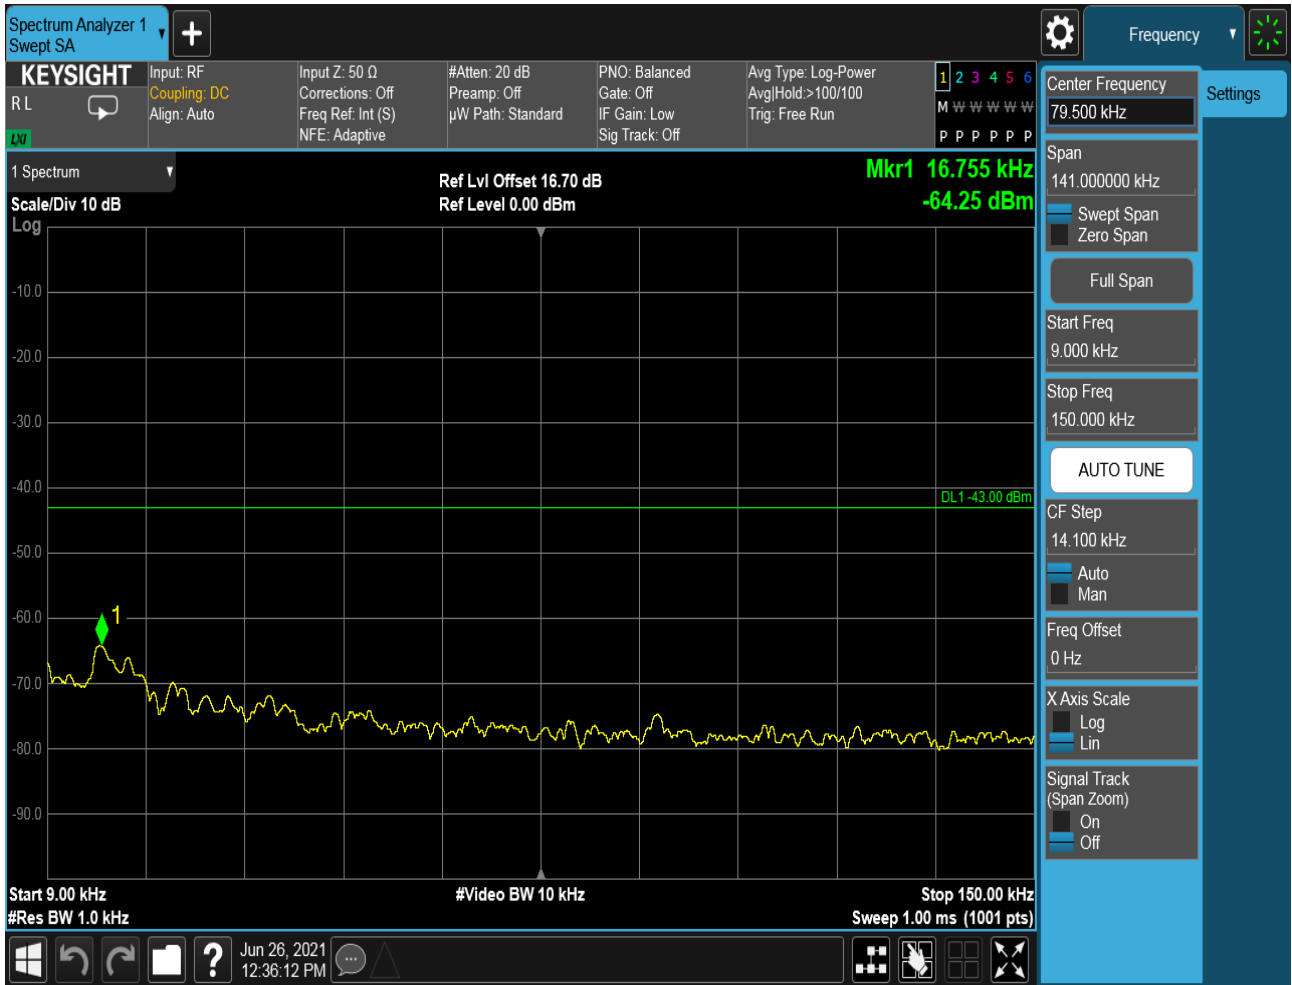 Spectrum Analyzer 1
Swept SA
Frequency
KEYSIGHT
R L
LXI
Input: RF
Coupling: DC
Align: Auto
Input Z: 50 Ω
Corrections: Off
Freq Ref: Int (S)
NFE: Adaptive
#Atten: 20 dB
Preamp: Off
µW Path: Standard
PNO: Balanced
Gate: Off
IF Gain: Low
Sig Track: Off
Avg Type: Log-Power
Avg|Hold:>100/100
Trig: Free Run
1 2 3 4 5 6
M W W W W W
P P P P P P
1 Spectrum
Scale/Div 10 dB
Log
Ref Lvl Offset 16.70 dB
Ref Level 0.00 dBm
Mkr1 16.755 kHz
-64.25 dBm
-10.0
-20.0
-30.0
-40.0
DL1 -43.00 dBm
-50.0
-60.0
1
-70.0
-80.0
-90.0
Start 9.00 kHz
#Res BW 1.0 kHz
#Video BW 10 kHz
Stop 150.00 kHz
Sweep 1.00 ms (1001 pts)
Center Frequency
79.500 kHz
Settings
Span
141.000000 kHz
Swept Span
Zero Span
Full Span
Start Freq
9.000 kHz
Stop Freq
150.000 kHz
AUTO TUNE
CF Step
14.100 kHz
Auto
Man
Freq Offset
0 Hz
X Axis Scale
Log
Lin
Signal Track
(Span Zoom)
On
Off
?
Jun 26, 2021
12:36:12 PM